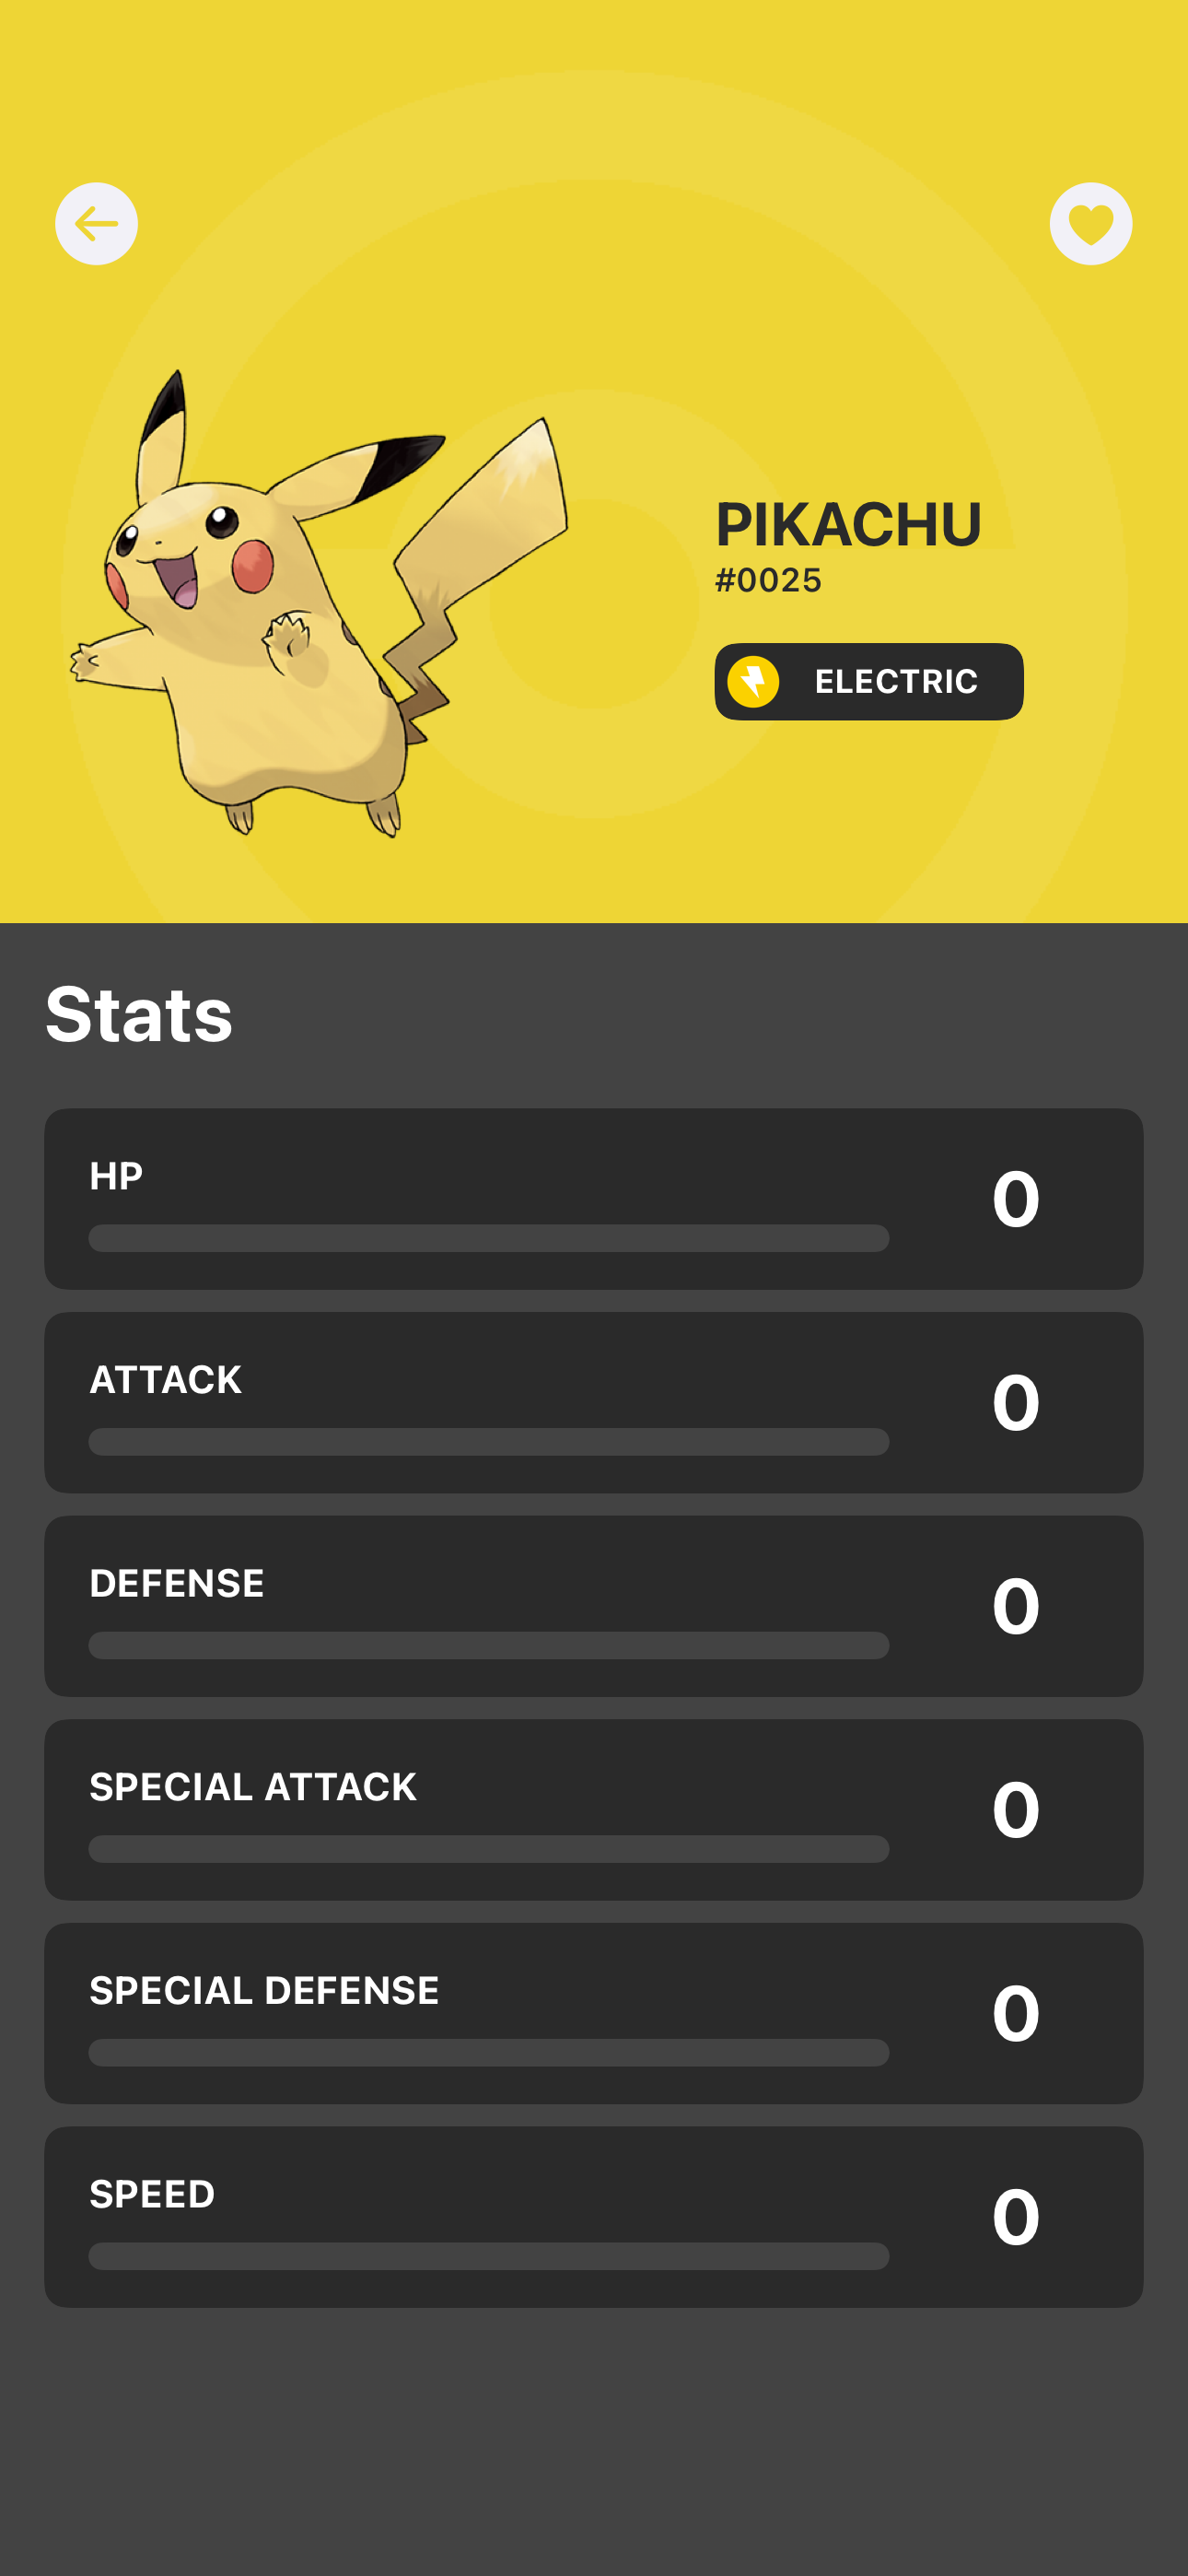 PIKACHU
#0025
ELECTRIC
Stats
HP
0
ATTACK
0
DEFENSE
0
SPECIAL ATTACK
0
SPECIAL DEFENSE
0
SPEED
0